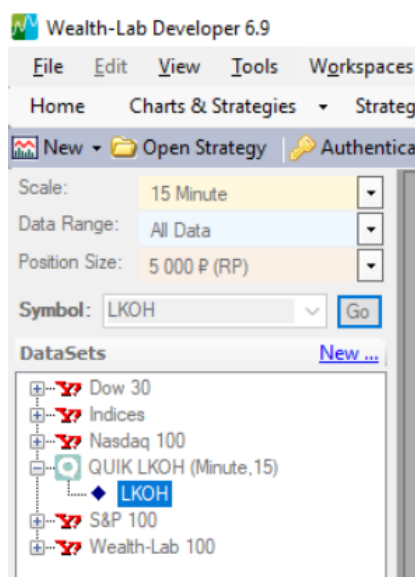 Wealth-Lab Developer 6.9
File Edit View Tools Workspaces
Home Charts & Strategies Strateg
New Open Strategy Authentica
Scale: 15 Minute
Data Range: All Data
Position Size: 5 000 ₽ (RP)
Symbol: LKOH Go
DataSets New ...
Y! Dow 30
Y! Indices
Y! Nasdaq 100
QUIK LKOH (Minute,15)
LKOH
Y! S&P 100
Y! Wealth-Lab 100